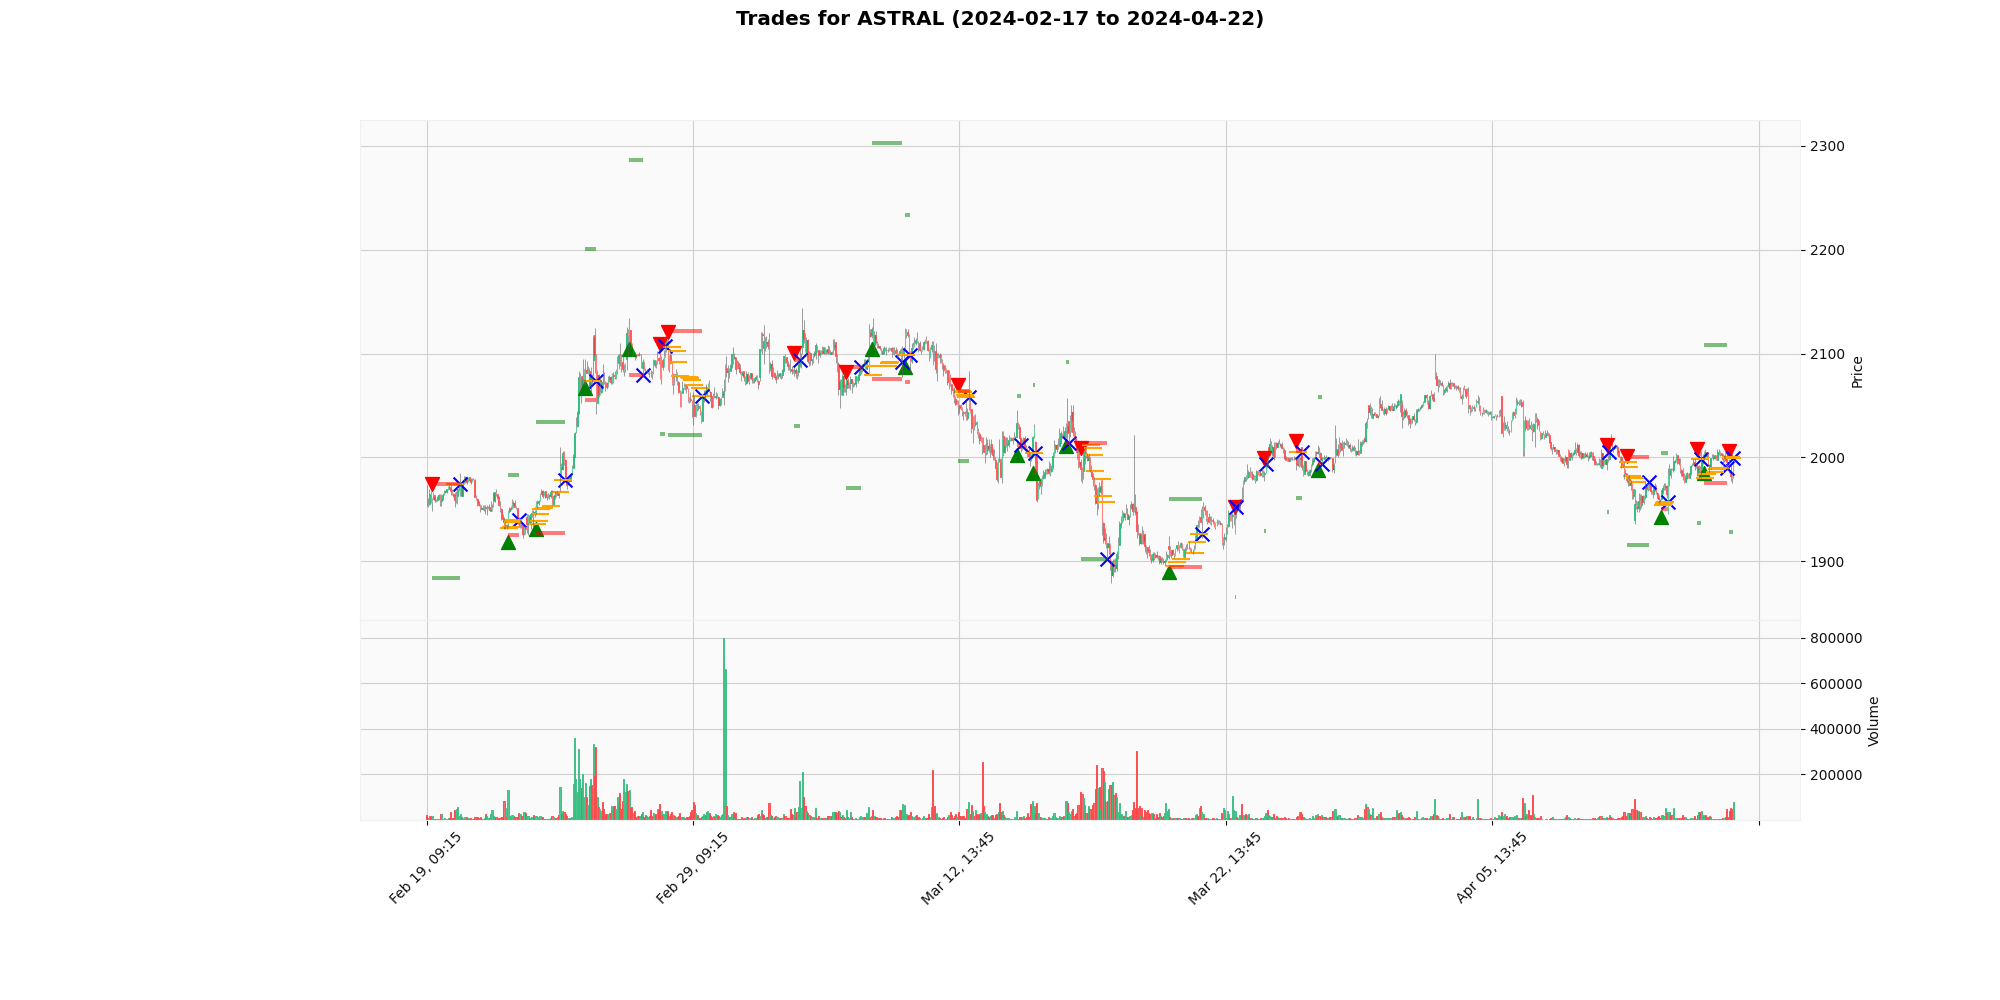 Trades for ASTRAL (2024-02-17 to 2024-04-22)
2300
2200
2100
2000
1900
Price
800000
600000
400000
200000
Volume
Feb 19, 09:15
Feb 29, 09:15
Mar 12, 13:45
Mar 22, 13:45
Apr 05, 13:45